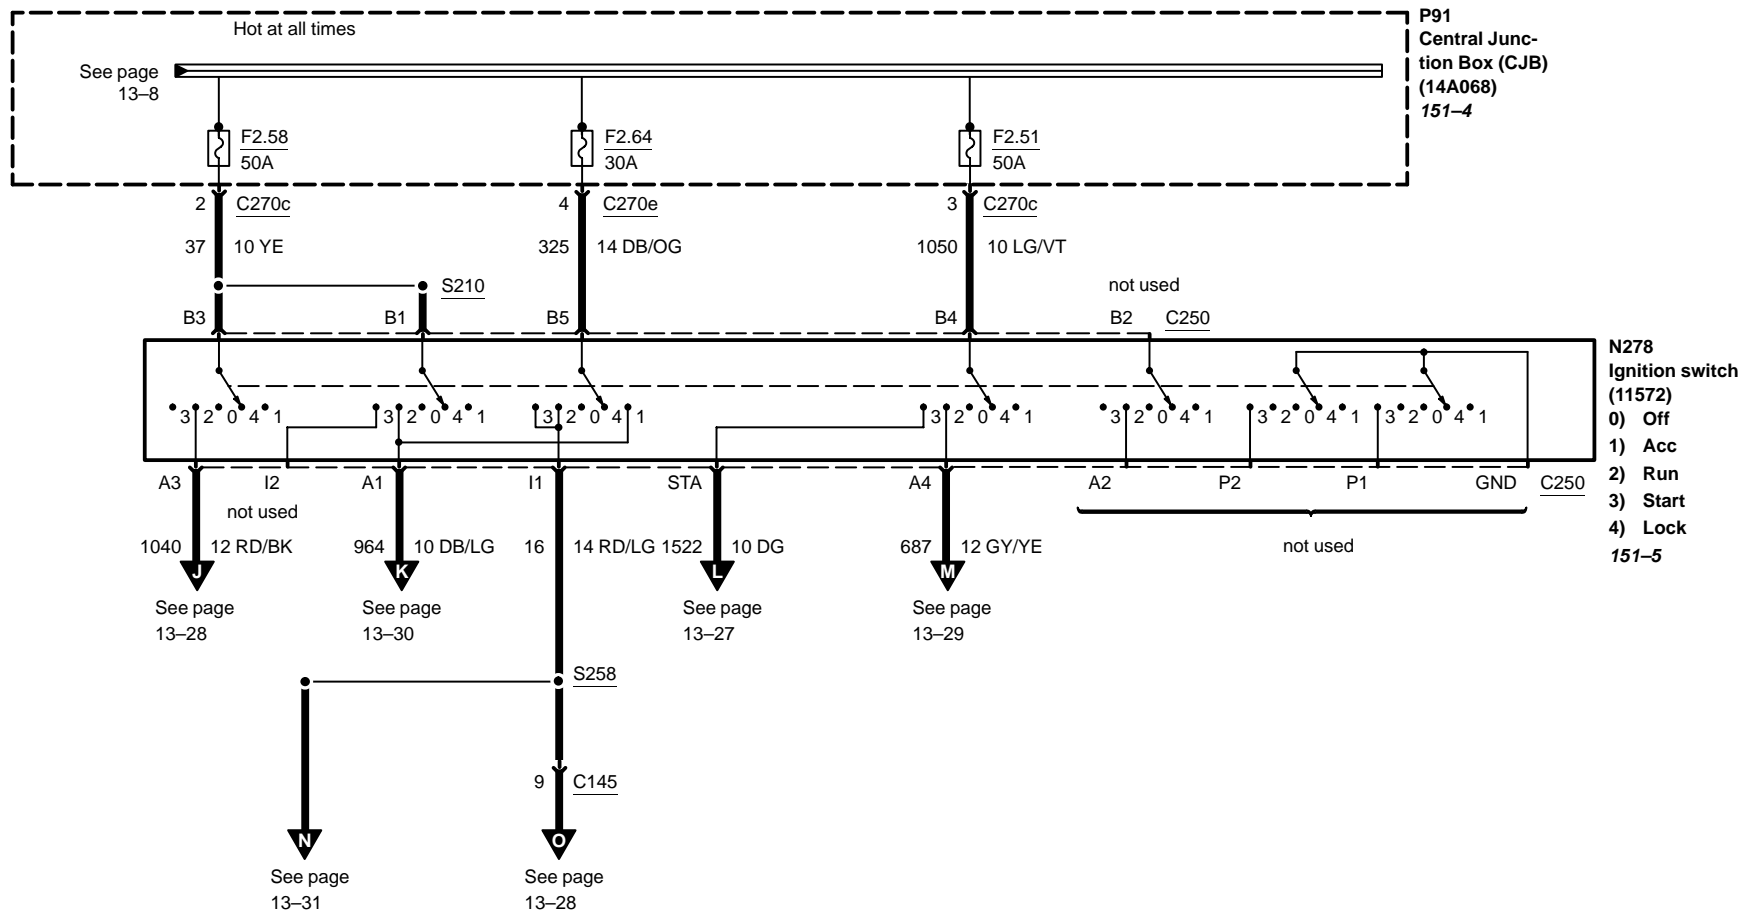 Hot at all times
P91
Central Junc-
tion Box (CJB)
(14A068)
151–4
See page
13–8
F2.58
50A
F2.64
30A
F2.51
50A
2 C270c
4 C270e
3 C270c
37 10 YE
325 14 DB/OG
1050 10 LG/VT
S210
not used
B3 B1 B5 B4 B2 C250
N278
Ignition switch
(11572)
0) Off
1) Acc
2) Run
3) Start
4) Lock
151–5
3 2 0 4 1
3 2 0 4 1
3 2 0 4 1
3 2 0 4 1
3 2 0 4 1
3 2 0 4 1
3 2 0 4 1
A3 I2 A1 I1 STA A4 A2 P2 P1 GND C250
not used
not used
1040 12 RD/BK
964 10 DB/LG
16 14 RD/LG
1522 10 DG
687 12 GY/YE
J
K
L
M
See page
13–28
See page
13–30
See page
13–27
See page
13–29
S258
9 C145
N
O
See page
13–31
See page
13–28